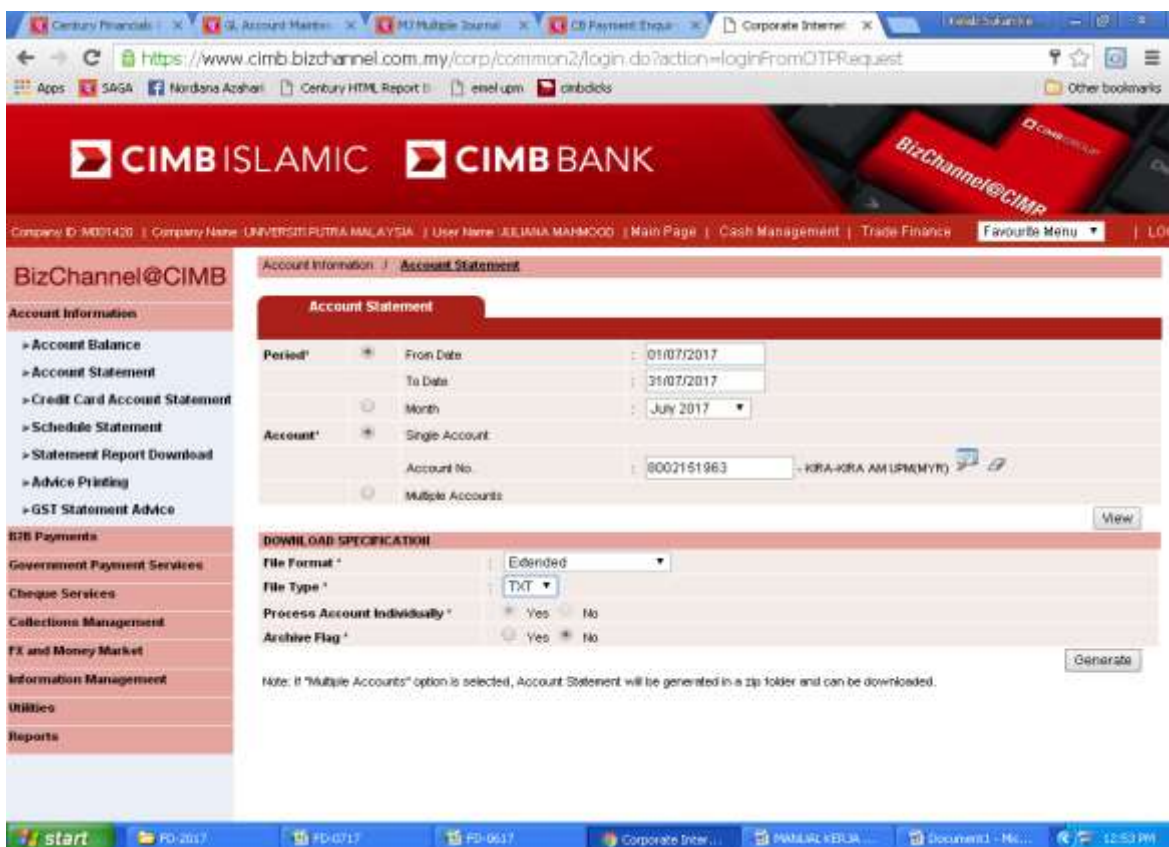 Century Financials
GL Account Mainten
MJ Multiple Journal
CB Payment Enqui
Corporate Internet
https://www.cimb.bizchannel.com.my/corp/common2/login.do?action=loginFromOTPRequest
Apps SAGA Nordiana Azahari Century HTML Report emel upm cimbclicks Other bookmarks
CIMB ISLAMIC CIMB BANK
BizChannel@CIMB
Company ID :M001420 | Company Name :UNIVERSITI PUTRA MALAYSIA | User Name :JULIANA MAHMOOD | Main Page | Cash Management | Trade Finance Favourite Menu | LO
BizChannel@CIMB
Account Information / Account Statement
Account Information
Account Balance
Account Statement
Credit Card Account Statement
Schedule Statement
Statement Report Download
Advice Printing
GST Statement Advice
B2B Payments
Government Payment Services
Cheque Services
Collections Management
FX and Money Market
Information Management
Utilities
Reports
Account Statement
Period* From Date : 01/07/2017
To Date : 31/07/2017
Month : July 2017
Account* Single Account
Account No. : 8002151963 - KIRA-KIRA AM UPM(MYR)
Multiple Accounts
View
DOWNLOAD SPECIFICATION
File Format * : Extended
File Type * : TXT
Process Account Individually * Yes No
Archive Flag * Yes No
Generate
Note: If "Multiple Accounts" option is selected, Account Statement will be generated in a zip folder and can be downloaded.
start FD-2017 FD-0717 FD-0617 Corporate Inter... MANUAL KERJA ... Document1 - Mic... 12:53 PM